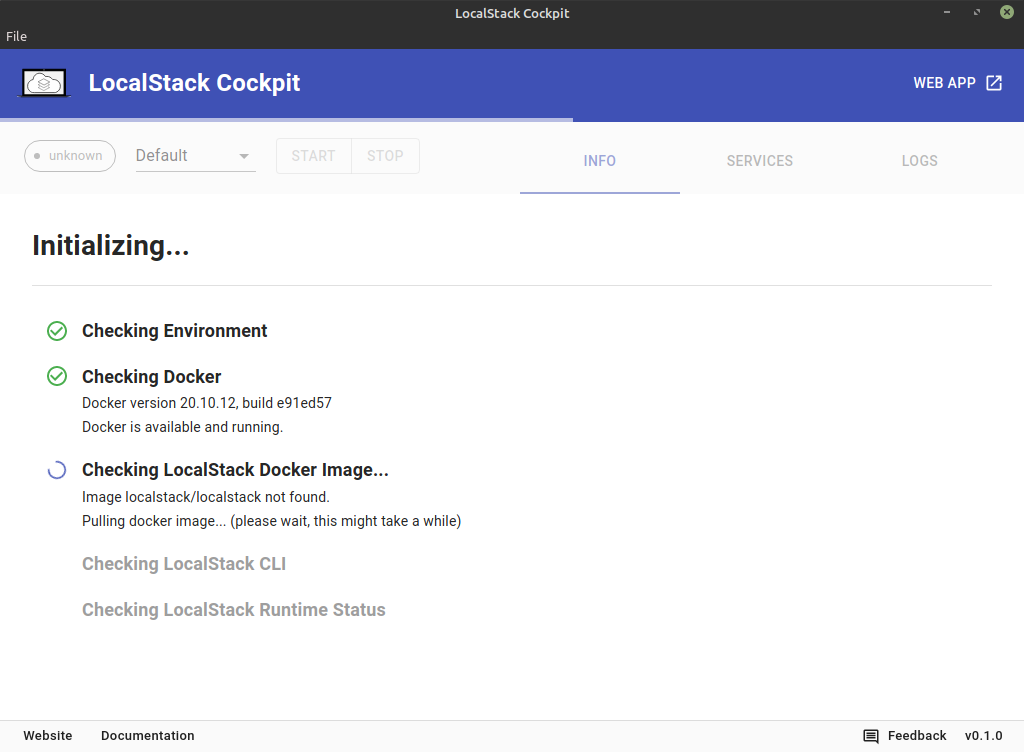 LocalStack Cockpit
File
LocalStack Cockpit
WEB APP
unknown
Default
START
STOP
INFO
SERVICES
LOGS
Initializing...
Checking Environment
Checking Docker
Docker version 20.10.12, build e91ed57
Docker is available and running.
Checking LocalStack Docker Image...
Image localstack/localstack not found.
Pulling docker image... (please wait, this might take a while)
Checking LocalStack CLI
Checking LocalStack Runtime Status
Website
Documentation
Feedback
v0.1.0